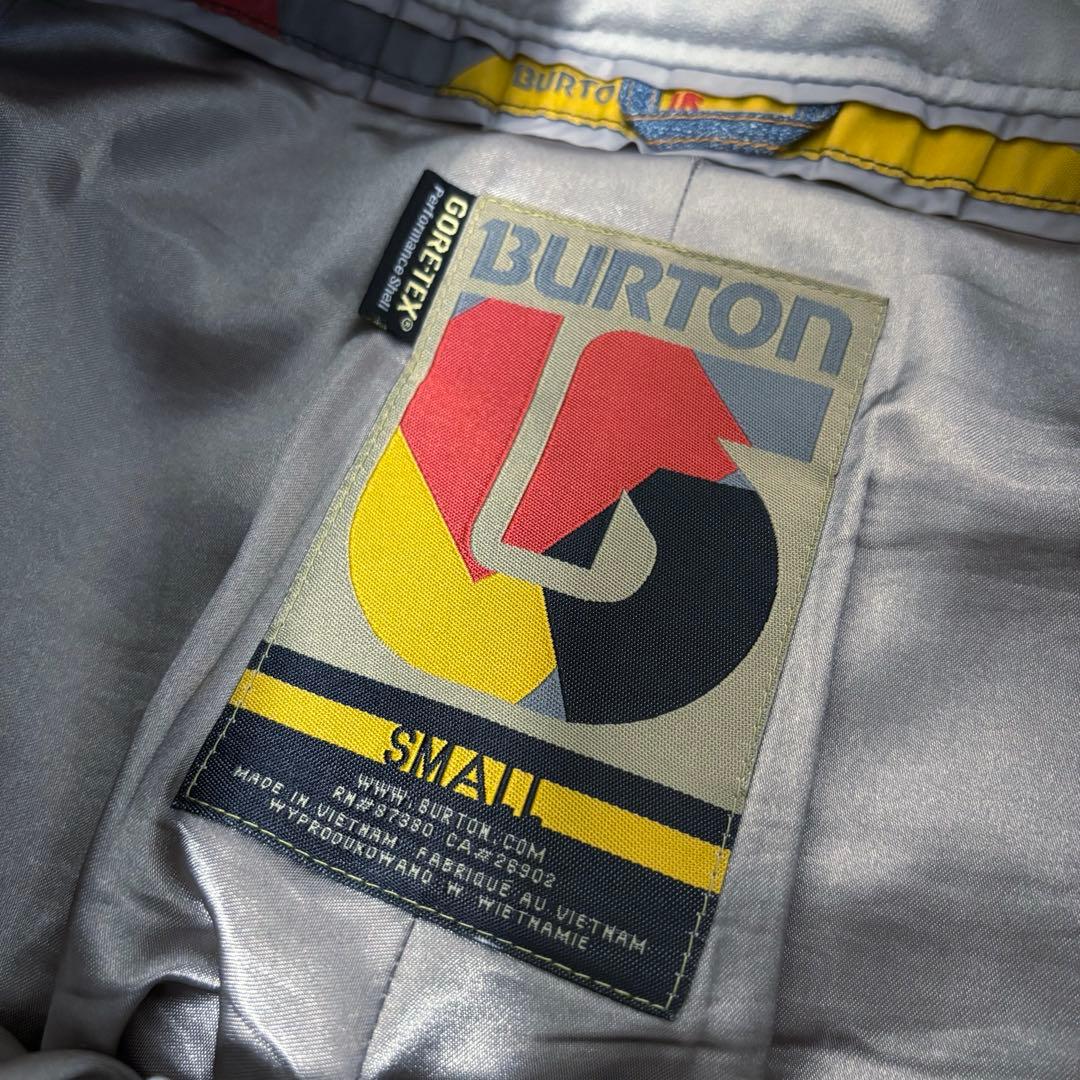 BURTON
GORE-TEX®
Performance Shell
BURTON
SMALL
WWW.BURTON.COM
RN#87380 CA#26902
MADE IN VIETNAM FABRIQUE AU VIETNAM
WYPRODUKOWANO W WIETNAMIE